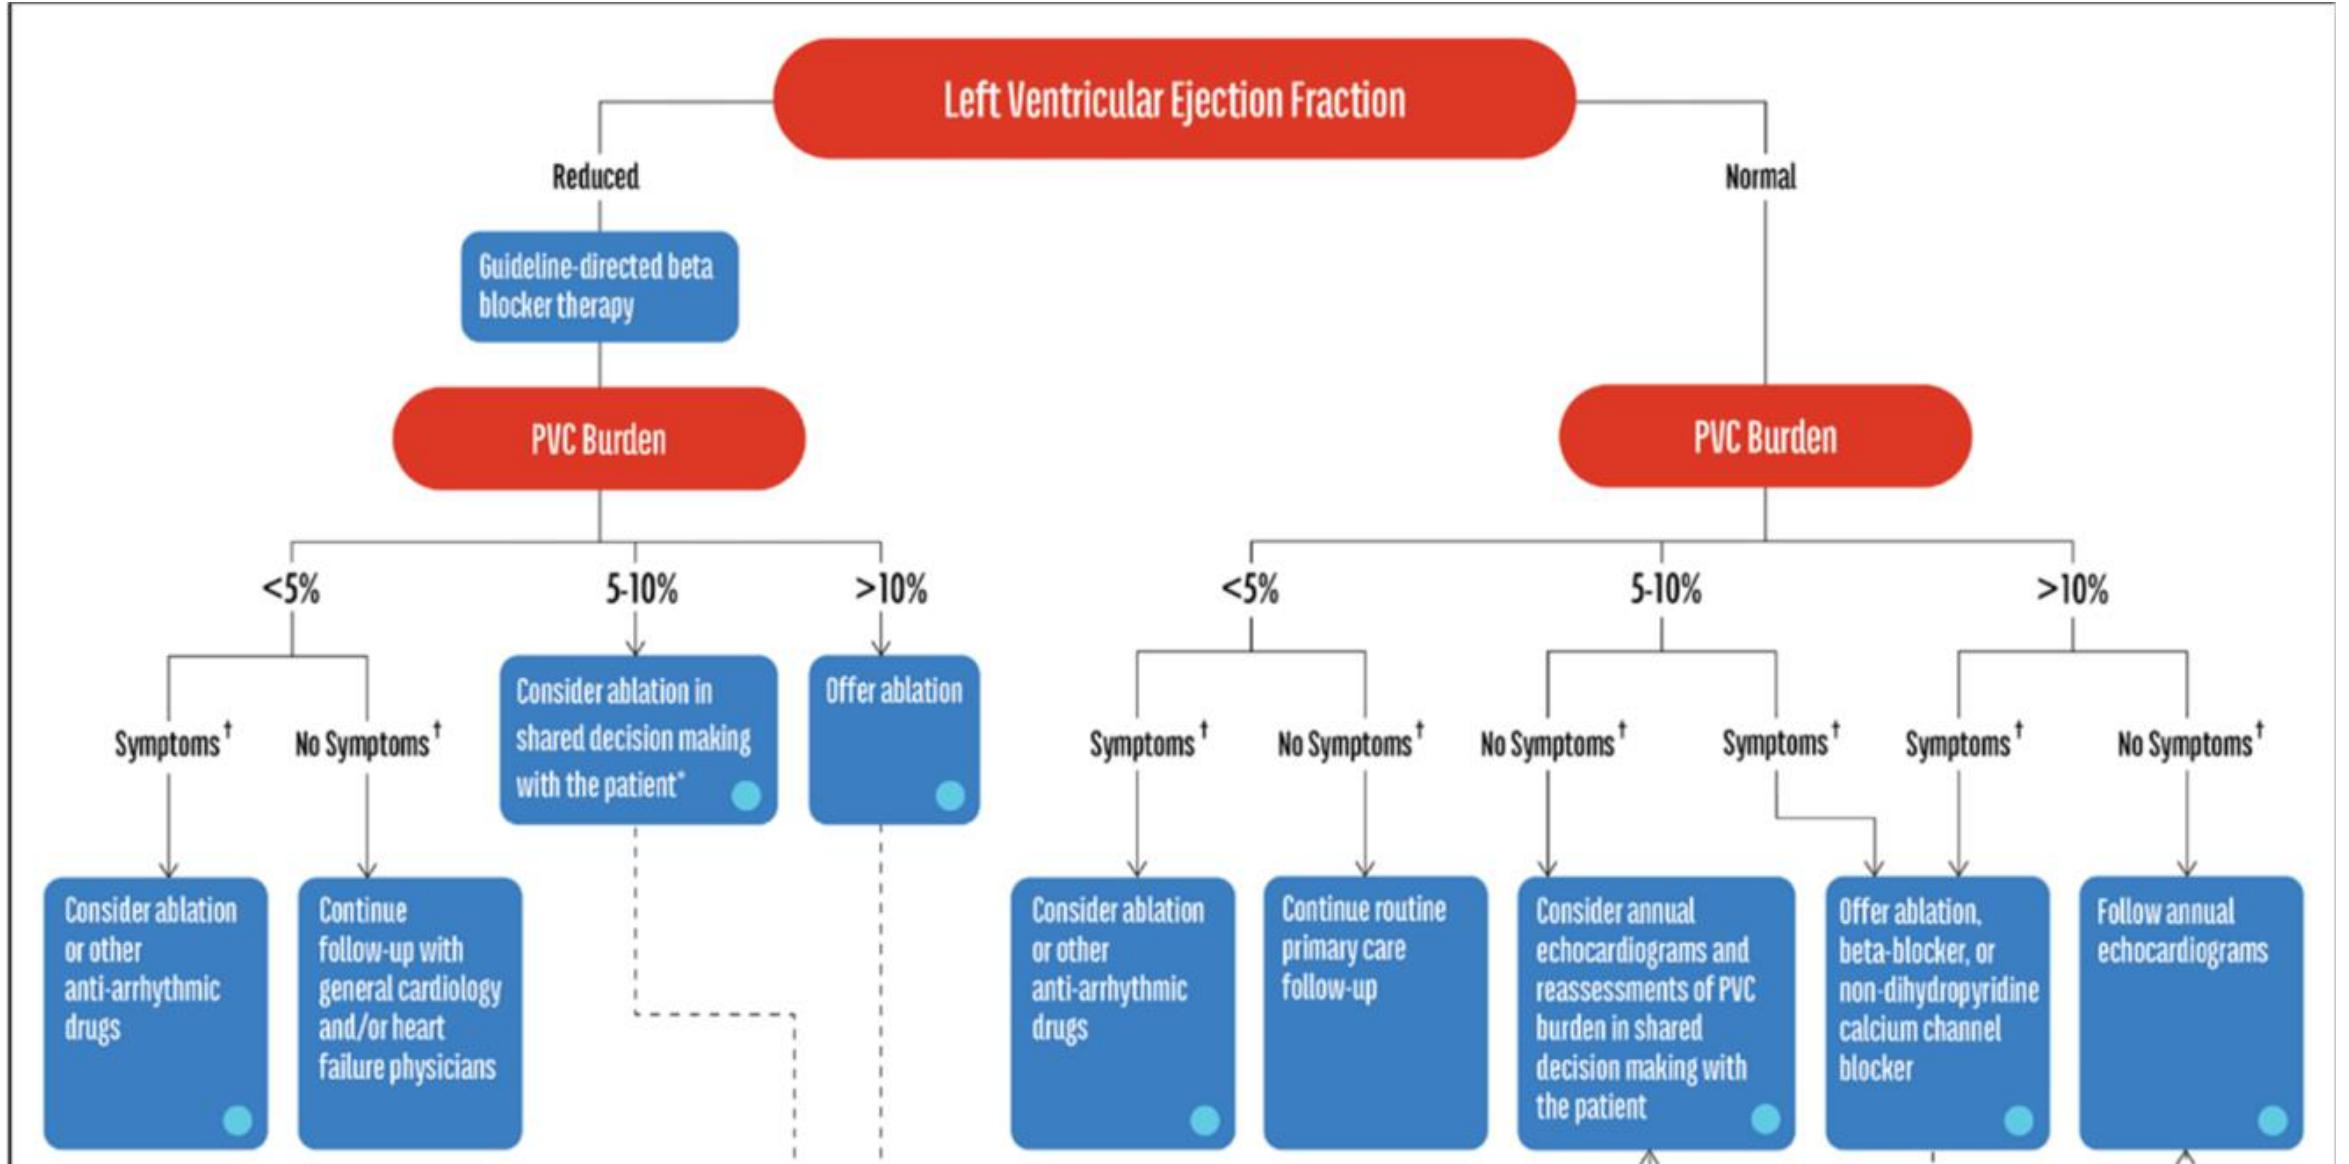 Left Ventricular Ejection Fraction
Reduced
Normal
Guideline-directed beta
blocker therapy
PVC Burden
PVC Burden
<5%
5-10%
>10%
<5%
5-10%
>10%
Consider ablation in
shared decision making
with the patient*
Offer ablation
Symptoms†
No Symptoms†
Symptoms†
No Symptoms†
No Symptoms†
Symptoms†
Symptoms†
No Symptoms†
Consider ablation
or other
anti-arrhythmic
drugs
Continue
follow-up with
general cardiology
and/or heart
failure physicians
Consider ablation
or other
anti-arrhythmic
drugs
Continue routine
primary care
follow-up
Consider annual
echocardiograms and
reassessments of PVC
burden in shared
decision making with
the patient
Offer ablation,
beta-blocker, or
non-dihydropyridine
calcium channel
blocker
Follow annual
echocardiograms